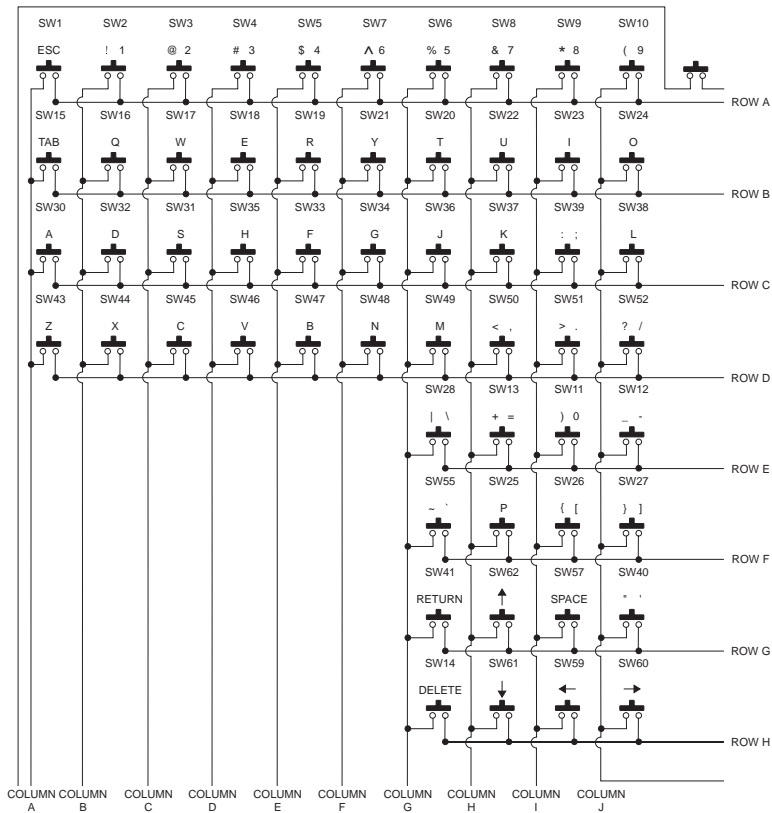 SW1 SW2 SW3 SW4 SW5 SW7 SW6 SW8 SW9 SW10
ESC ! 1 @ 2 # 3 $ 4 ^ 6 % 5 & 7 * 8 ( 9
ROW A
SW15 SW16 SW17 SW18 SW19 SW21 SW20 SW22 SW23 SW24
TAB Q W E R Y T U I O
ROW B
SW30 SW32 SW31 SW35 SW33 SW34 SW36 SW37 SW39 SW38
A D S H F G J K : ; L
ROW C
SW43 SW44 SW45 SW46 SW47 SW48 SW49 SW50 SW51 SW52
Z X C V B N M < , > . ? /
ROW D
SW28 SW13 SW11 SW12
| \ + = ) 0 _ -
ROW E
SW55 SW25 SW26 SW27
~ ` P { [ } ]
ROW F
SW41 SW62 SW57 SW40
RETURN ↑ SPACE " '
ROW G
SW14 SW61 SW59 SW60
DELETE ↓ ← →
ROW H
COLUMN COLUMN COLUMN COLUMN COLUMN COLUMN COLUMN COLUMN COLUMN COLUMN
A B C D E F G H I J